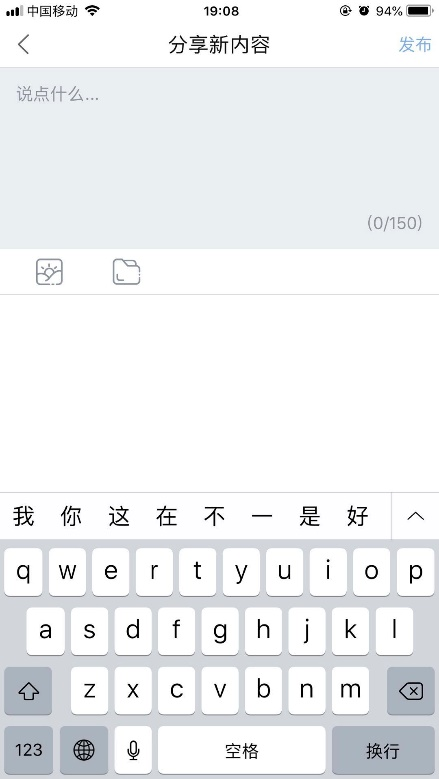 中国移动 19:08 94%
分享新内容 发布
说点什么...
(0/150)
我 你 这 在 不 一 是 好
q w e r t y u i o p
a s d f g h j k l
z x c v b n m
123 空格 换行